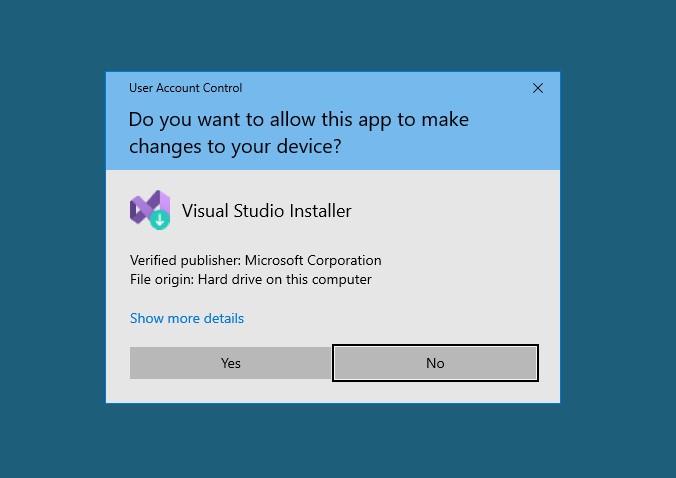 User Account Control
Do you want to allow this app to make
changes to your device?
Visual Studio Installer
Verified publisher: Microsoft Corporation
File origin: Hard drive on this computer
Show more details
Yes
No